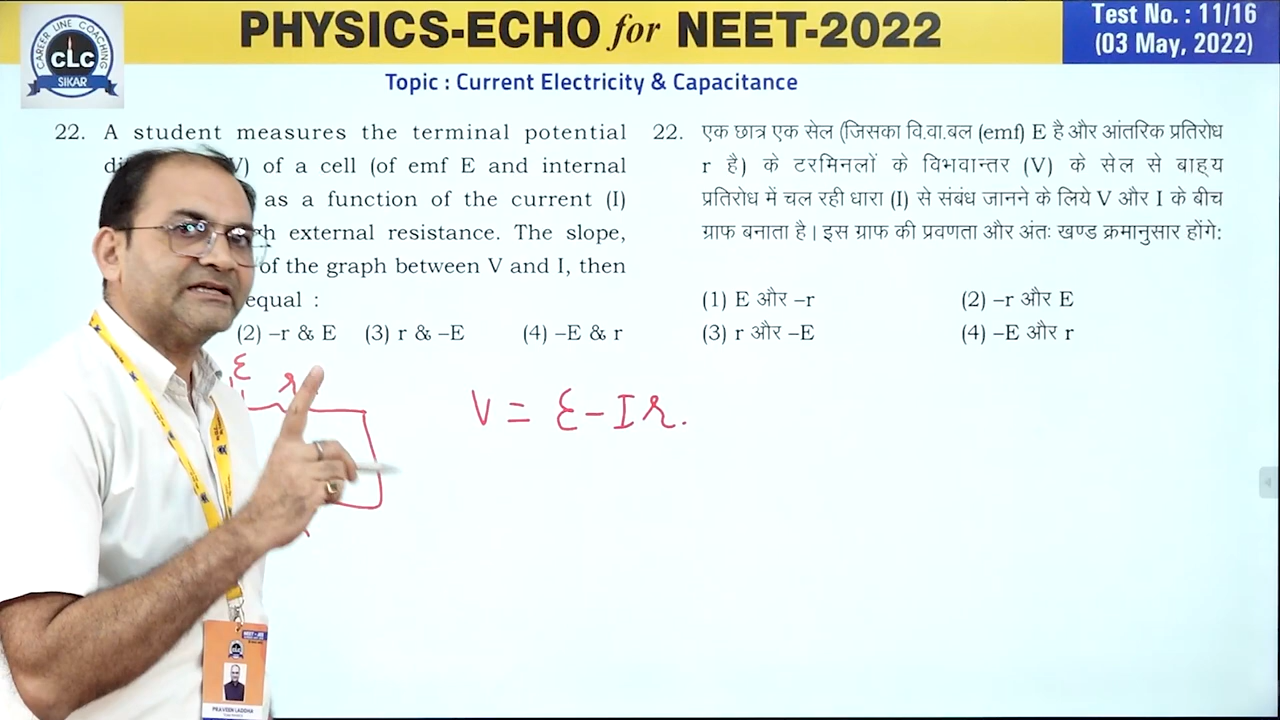 PHYSICS-ECHO for NEET-2022
Test No. : 11/16
(03 May, 2022)
CAREER LINE COACHING
CLC
SIKAR
Topic : Current Electricity & Capacitance
22. A student measures the terminal potential
V) of a cell (of emf E and internal
as a function of the current (I)
external resistance. The slope,
of the graph between V and I, then
equal :
(2) –r & E (3) r & –E (4) –E & r
22. एक छात्र एक सेल (जिसका वि.वा.बल (emf) E है और आंतरिक प्रतिरोध
r है) के टरमिनलों के विभवान्तर (V) के सेल से बाह्य
प्रतिरोध में चल रही धारा (I) से संबंध जानने के लिये V और I के बीच
ग्राफ बनाता है। इस ग्राफ की प्रवणता और अंतः खण्ड क्रमानुसार होंगे:
(1) E और –r (2) –r और E
(3) r और –E (4) –E और r
ε r
V = ε - I r.
PRAVEEN LADDHA